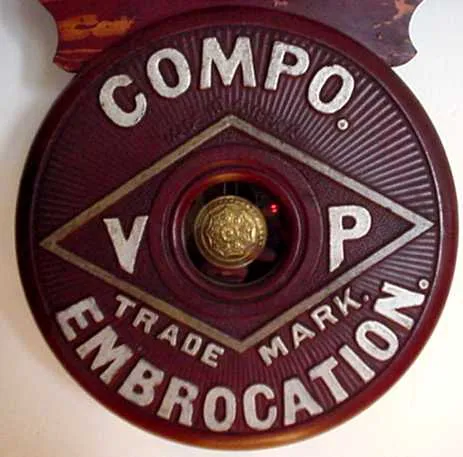 COMPO.
V P
TRADE MARK.
EMBROCATION.